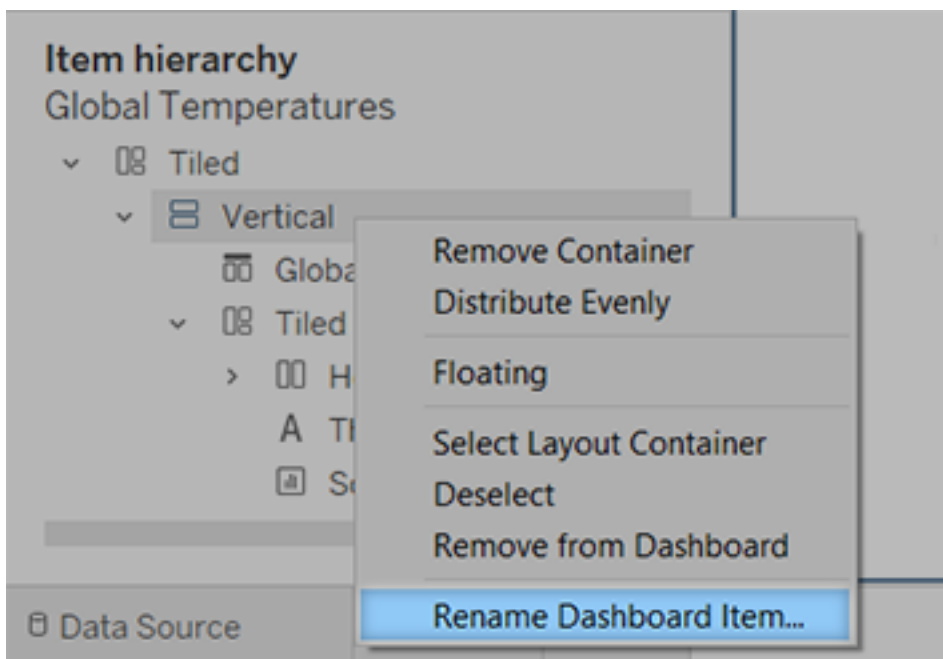 Item hierarchy
Global Temperatures
Tiled
Vertical
Tiled
Remove Container
Distribute Evenly
Floating
Select Layout Container
Deselect
Remove from Dashboard
Rename Dashboard Item...
Data Source